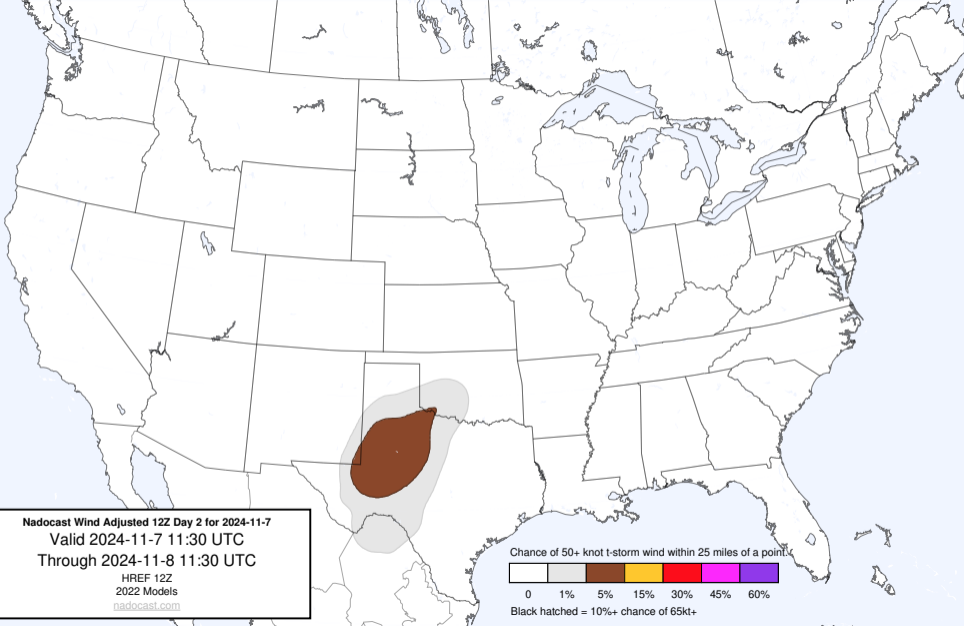 Nadocast Wind Adjusted 12Z Day 2 for 2024-11-7
Valid 2024-11-7 11:30 UTC
Through 2024-11-8 11:30 UTC
HREF 12Z
2022 Models
nadocast.com
Chance of 50+ knot t-storm wind within 25 miles of a point.
0 1% 5% 15% 30% 45% 60%
Black hatched = 10%+ chance of 65kt+